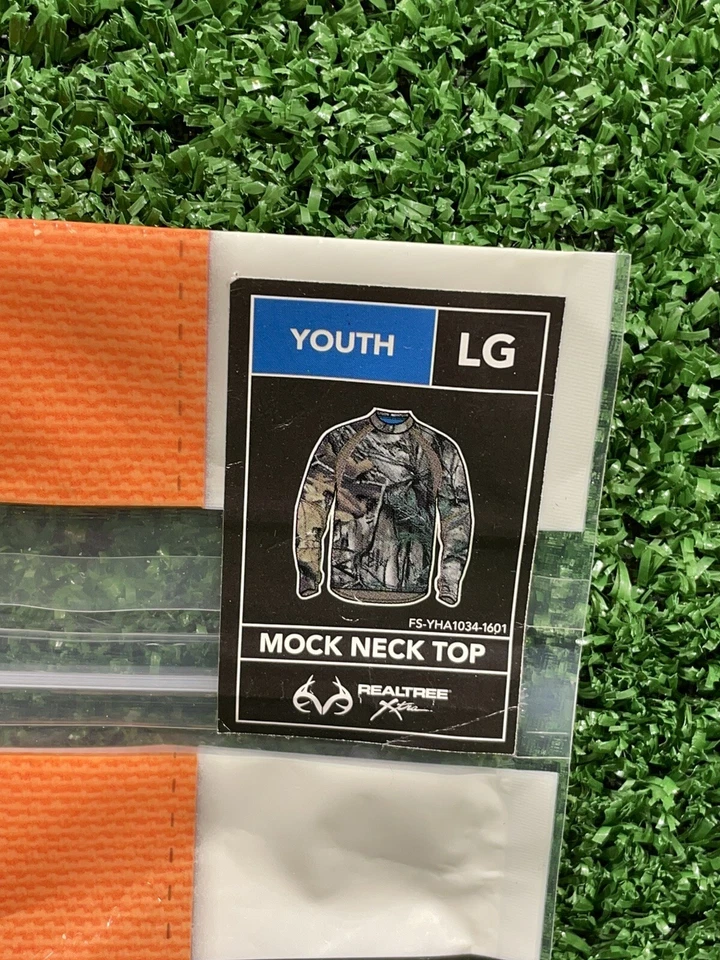 YOUTH
LG
FS-YHA1034-1601
MOCK NECK TOP
REALTREE
Xtra